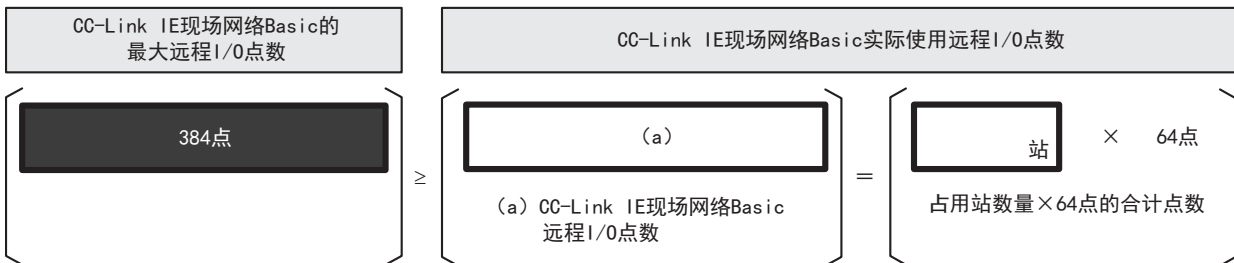 CC-Link IE现场网络Basic的
最大远程I/O点数
CC-Link IE现场网络Basic实际使用远程I/O点数
384点
≥
(a)
(a) CC-Link IE现场网络Basic
远程I/O点数
=
站 × 64点
占用站数量×64点的合计点数